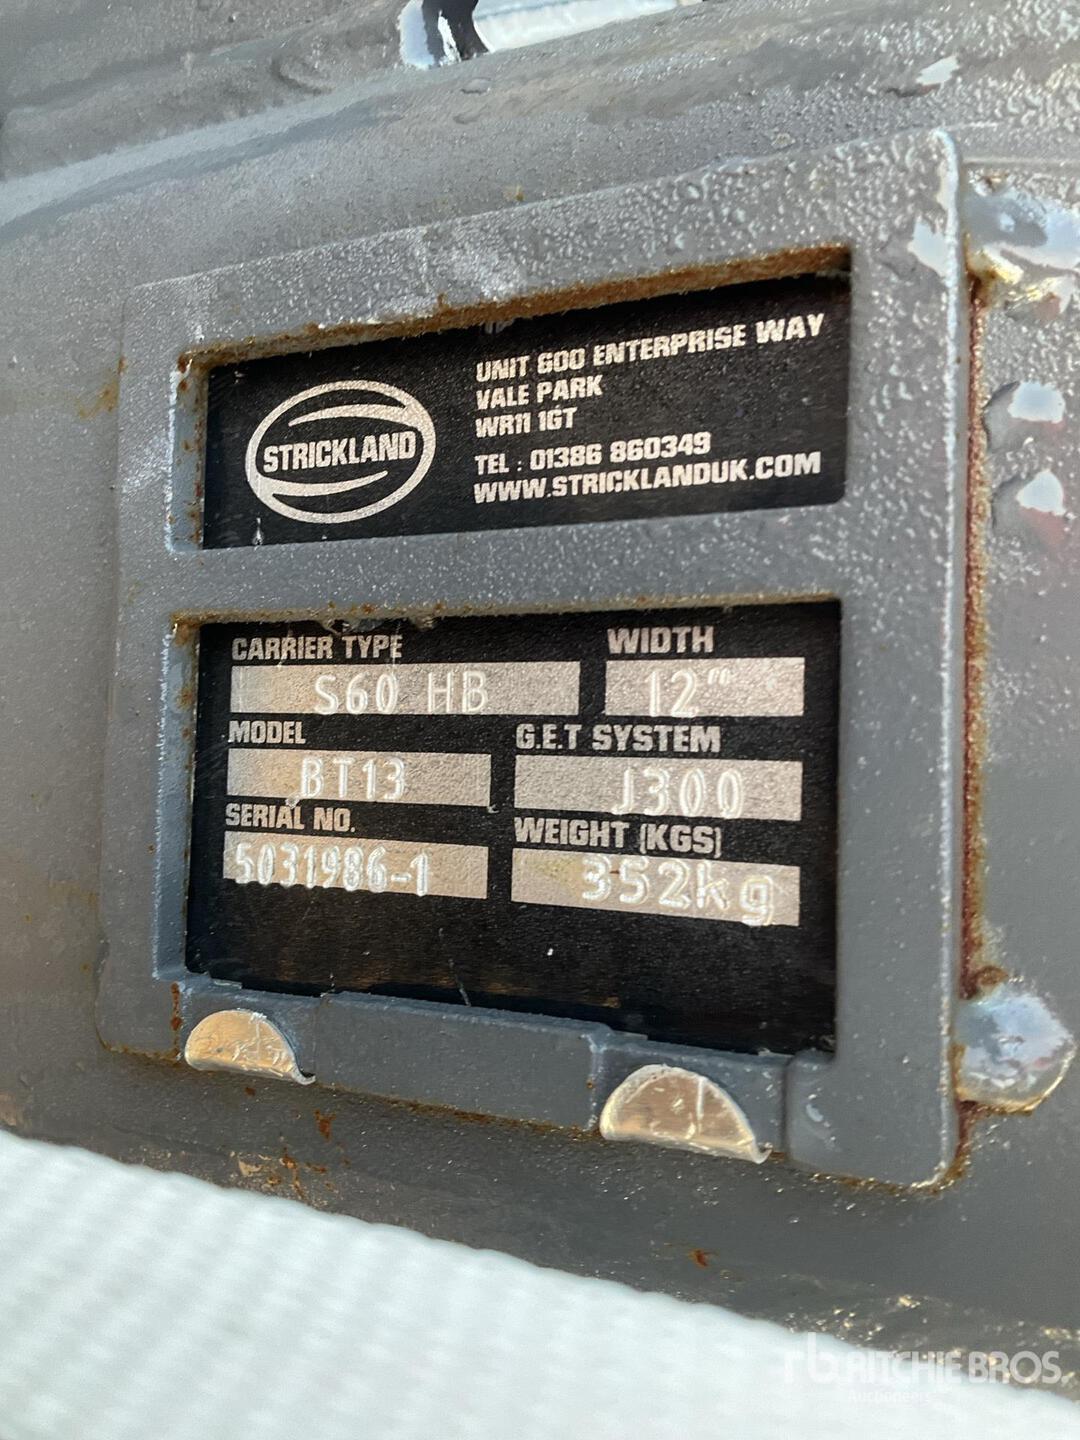 STRICKLAND
UNIT 600 ENTERPRISE WAY
VALE PARK
WR11 1GT
TEL : 01386 860349
WWW.STRICKLANDUK.COM
CARRIER TYPE
S60 HB
WIDTH
12"
MODEL
BT13
G.E.T SYSTEM
J300
SERIAL NO.
5031986-1
WEIGHT (KGS)
352kg
rb RITCHIE BROS.
Auctioneers